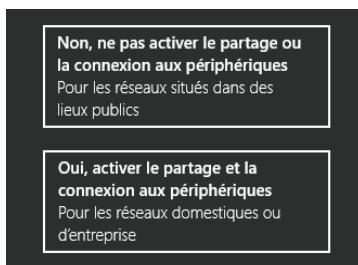 Non, ne pas activer le partage ou
la connexion aux périphériques
Pour les réseaux situés dans des
lieux publics
Oui, activer le partage et la
connexion aux périphériques
Pour les réseaux domestiques ou
d'entreprise